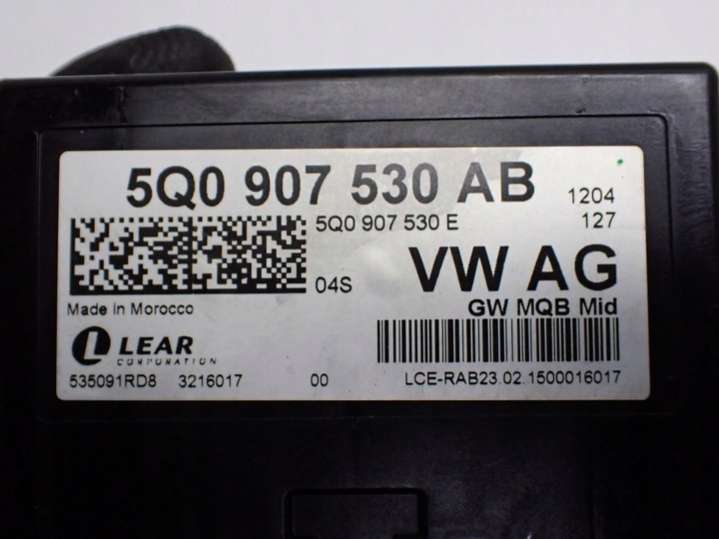 5Q0 907 530 AB 1204
5Q0 907 530 E 127
04S VW AG
Made in Morocco GW MQB Mid
LEAR
CORPORATION
535091RD8 3216017 00 LCE-RAB23.02.1500016017